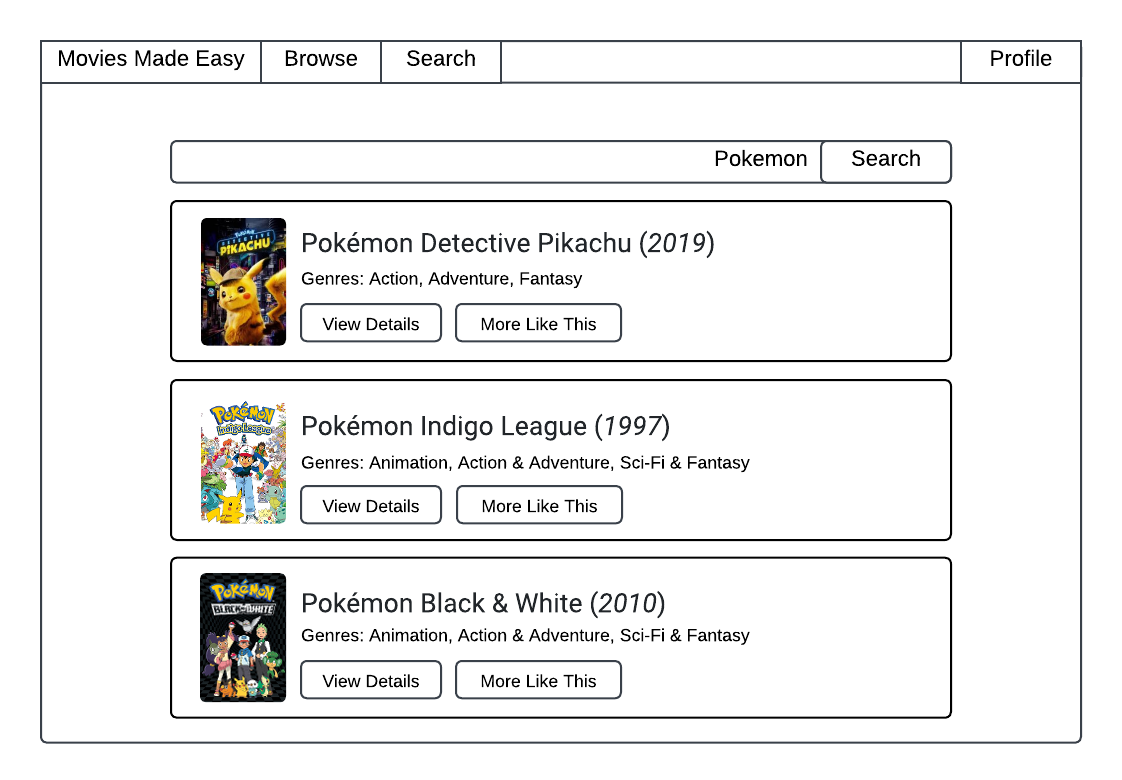 Movies Made Easy Browse Search Profile
Pokemon Search
POKÉMON
DETECTIVE
PIKACHU
Pokémon Detective Pikachu (2019)
Genres: Action, Adventure, Fantasy
View Details More Like This
POKÉMON
Indigo League
Pokémon Indigo League (1997)
Genres: Animation, Action & Adventure, Sci-Fi & Fantasy
View Details More Like This
POKÉMON
BLACK & WHITE
Pokémon Black & White (2010)
Genres: Animation, Action & Adventure, Sci-Fi & Fantasy
View Details More Like This